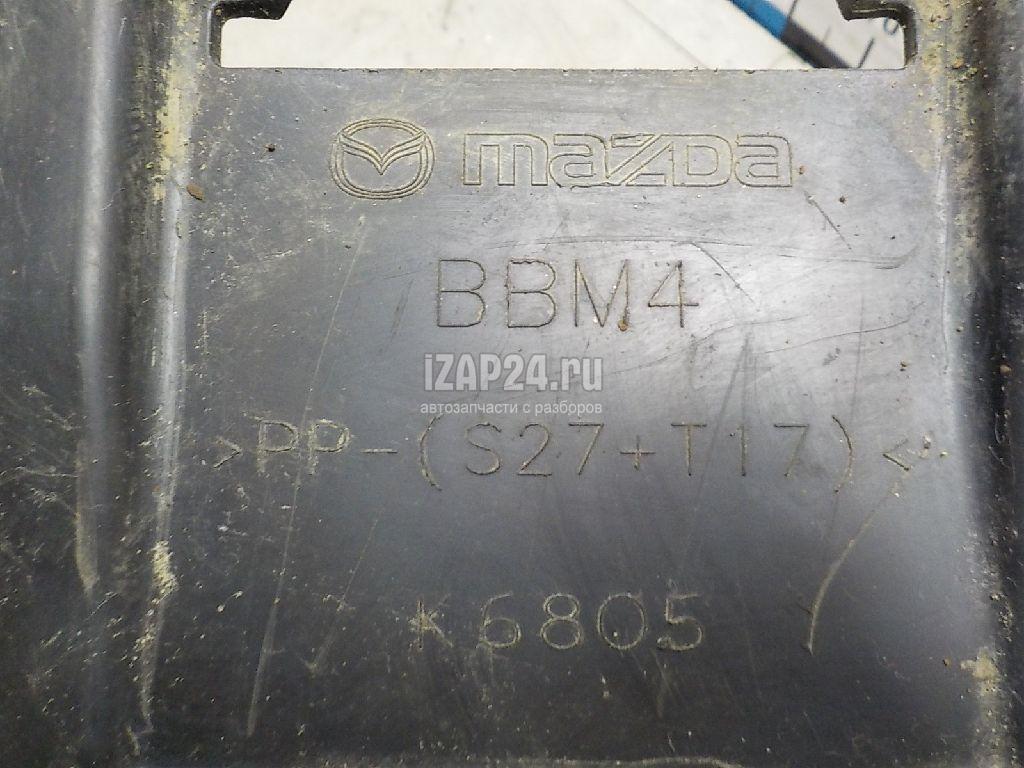 mazda
BBM4
iZAP24.ru
автозапчасти с разборов
>PP-(S27+T17)<
K6805